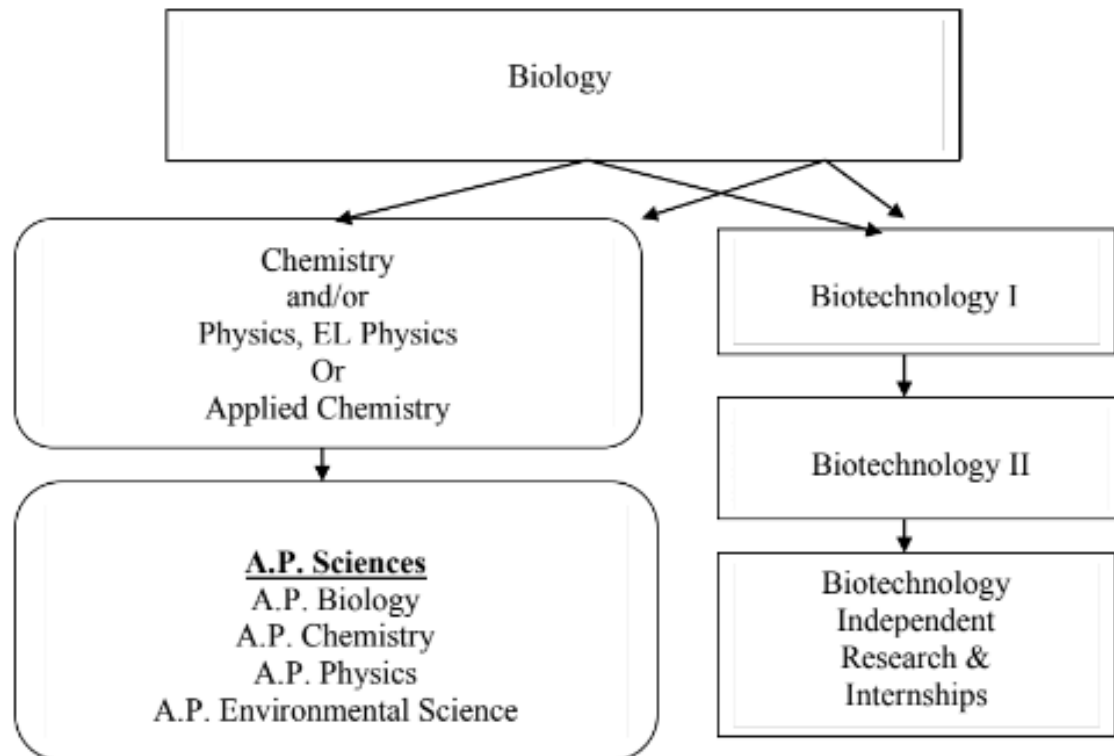 Biology
Chemistry
and/or
Physics, EL Physics
Or
Applied Chemistry
Biotechnology I
Biotechnology II
A.P. Sciences
A.P. Biology
A.P. Chemistry
A.P. Physics
A.P. Environmental Science
Biotechnology
Independent
Research &
Internships